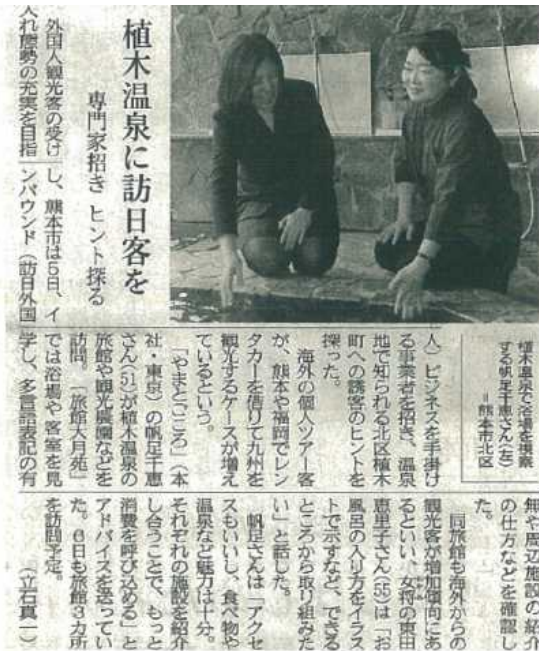 植木温泉に訪日客を
専門家招き ヒント探る
外国人観光客の受け
入れ態勢の充実を目指
し、熊本市は5日、イ
ンバウンド(訪日外国
植木温泉で浴場を視察
する帆足千恵さん(左)
=熊本市北区
人)ビジネスを手掛け
る事業者を招き、温泉
地で知られる北区植木
町への誘客のヒントを
探った。
海外の個人ツアー客
が、熊本や福岡でレン
タカーを借りて九州を
観光するケースが増え
ているという。
「やまとごころ」(本
社・東京)の帆足千恵
さん(51)が植木温泉の
旅館や観光農園などを
訪問。「旅館大月苑」
では浴場や客室を見
学し、多言語表記の有
無や周辺施設の紹介
の仕方などを確認し
た。
同旅館も海外からの
観光客が増加傾向にあ
るといい、女将の東田
恵里子さん(55)は「お
風呂の入り方をイラス
トで示すなど、できる
ところから取り組みた
い」と話した。
帆足さんは「アクセ
スもいいし、食べ物や
温泉など魅力は十分。
それぞれの施設を紹介
し合うことで、もっと
消費を呼び込める」と
アドバイスを送ってい
た。6日も旅館3カ所
を訪問予定。
(立石真一)